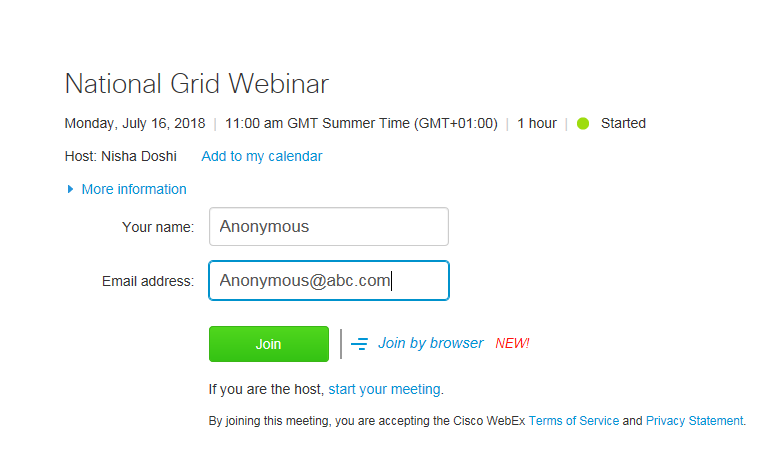 National Grid Webinar
Monday, July 16, 2018 | 11:00 am GMT Summer Time (GMT+01:00) | 1 hour | Started
Host: Nisha Doshi Add to my calendar
More information
Your name: Anonymous
Email address: Anonymous@abc.com
Join Join by browser NEW!
If you are the host, start your meeting.
By joining this meeting, you are accepting the Cisco WebEx Terms of Service and Privacy Statement.